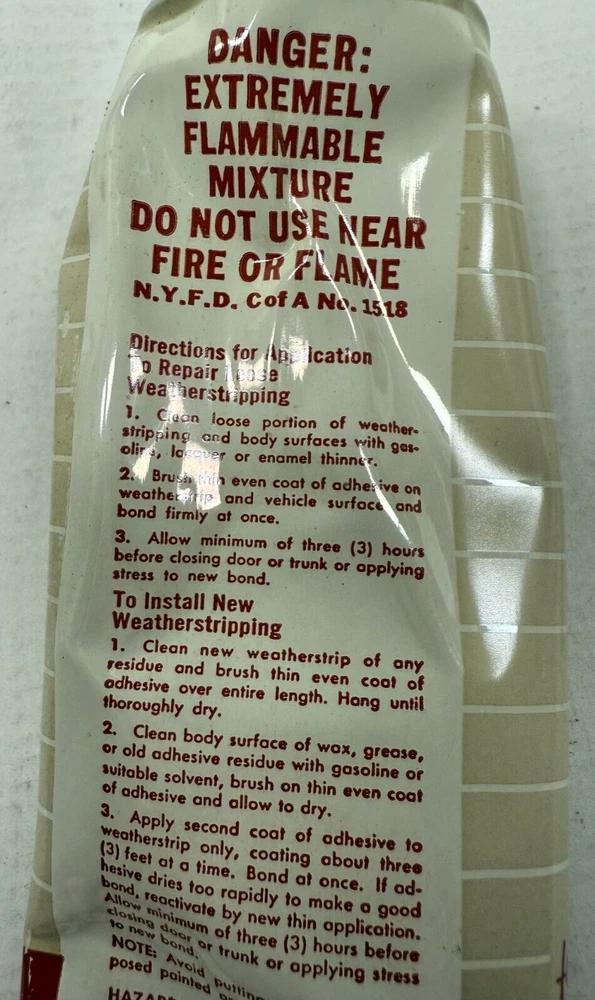 DANGER:
EXTREMELY
FLAMMABLE
MIXTURE
DO NOT USE NEAR
FIRE OR FLAME
N.Y.F.D. C of A No. 1518
Directions for Application
To Repair Loose
Weatherstripping
1. Clean loose portion of weather-
stripping and body surfaces with gas-
oline, lacquer or enamel thinner.
2. Brush thin even coat of adhesive on
weatherstrip and vehicle surface and
bond firmly at once.
3. Allow minimum of three (3) hours
before closing door or trunk or applying
stress to new bond.
To Install New
Weatherstripping
1. Clean new weatherstrip of any
residue and brush thin even coat of
adhesive over entire length. Hang until
thoroughly dry.
2. Clean body surface of wax, grease,
or old adhesive residue with gasoline or
suitable solvent, brush on thin even coat
of adhesive and allow to dry.
3. Apply second coat of adhesive to
weatherstrip only, coating about three
(3) feet at a time. Bond at once. If ad-
hesive dries too rapidly to make a good
bond, reactivate by new thin application.
Allow minimum of three (3) hours before
closing door or trunk or applying stress
to new bond.
NOTE: Avoid putting
posed painted